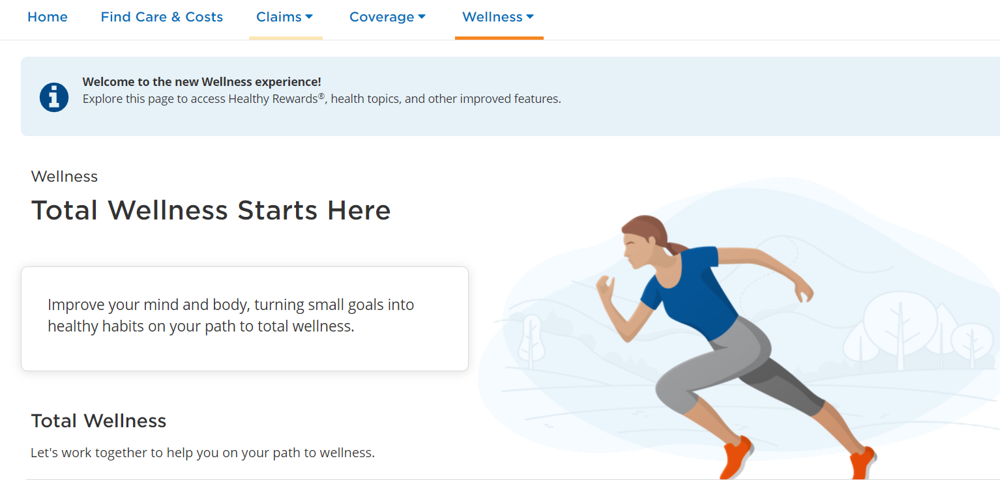 Home Find Care & Costs Claims Coverage Wellness
Welcome to the new Wellness experience!
Explore this page to access Healthy Rewards®, health topics, and other improved features.
Wellness
Total Wellness Starts Here
Improve your mind and body, turning small goals into
healthy habits on your path to total wellness.
Total Wellness
Let's work together to help you on your path to wellness.